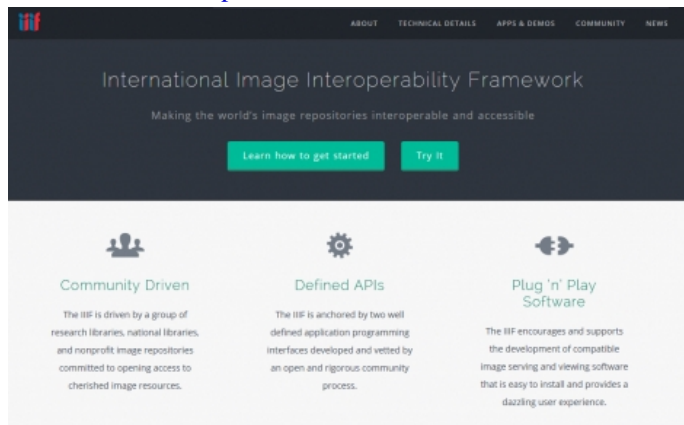 iiif
ABOUT TECHNICAL DETAILS APPS & DEMOS COMMUNITY NEWS
International Image Interoperability Framework
Making the world's image repositories interoperable and accessible
Learn how to get started Try It
Community Driven
The IIIF is driven by a group of
research libraries, national libraries,
and nonprofit image repositories
committed to opening access to
cherished image resources.
Defined APIs
The IIIF is anchored by two well
defined application programming
interfaces developed and vetted by
an open and rigorous community
process.
Plug 'n' Play
Software
The IIIF encourages and supports
the development of compatible
image serving and viewing software
that is easy to install and provides a
dazzling user experience.